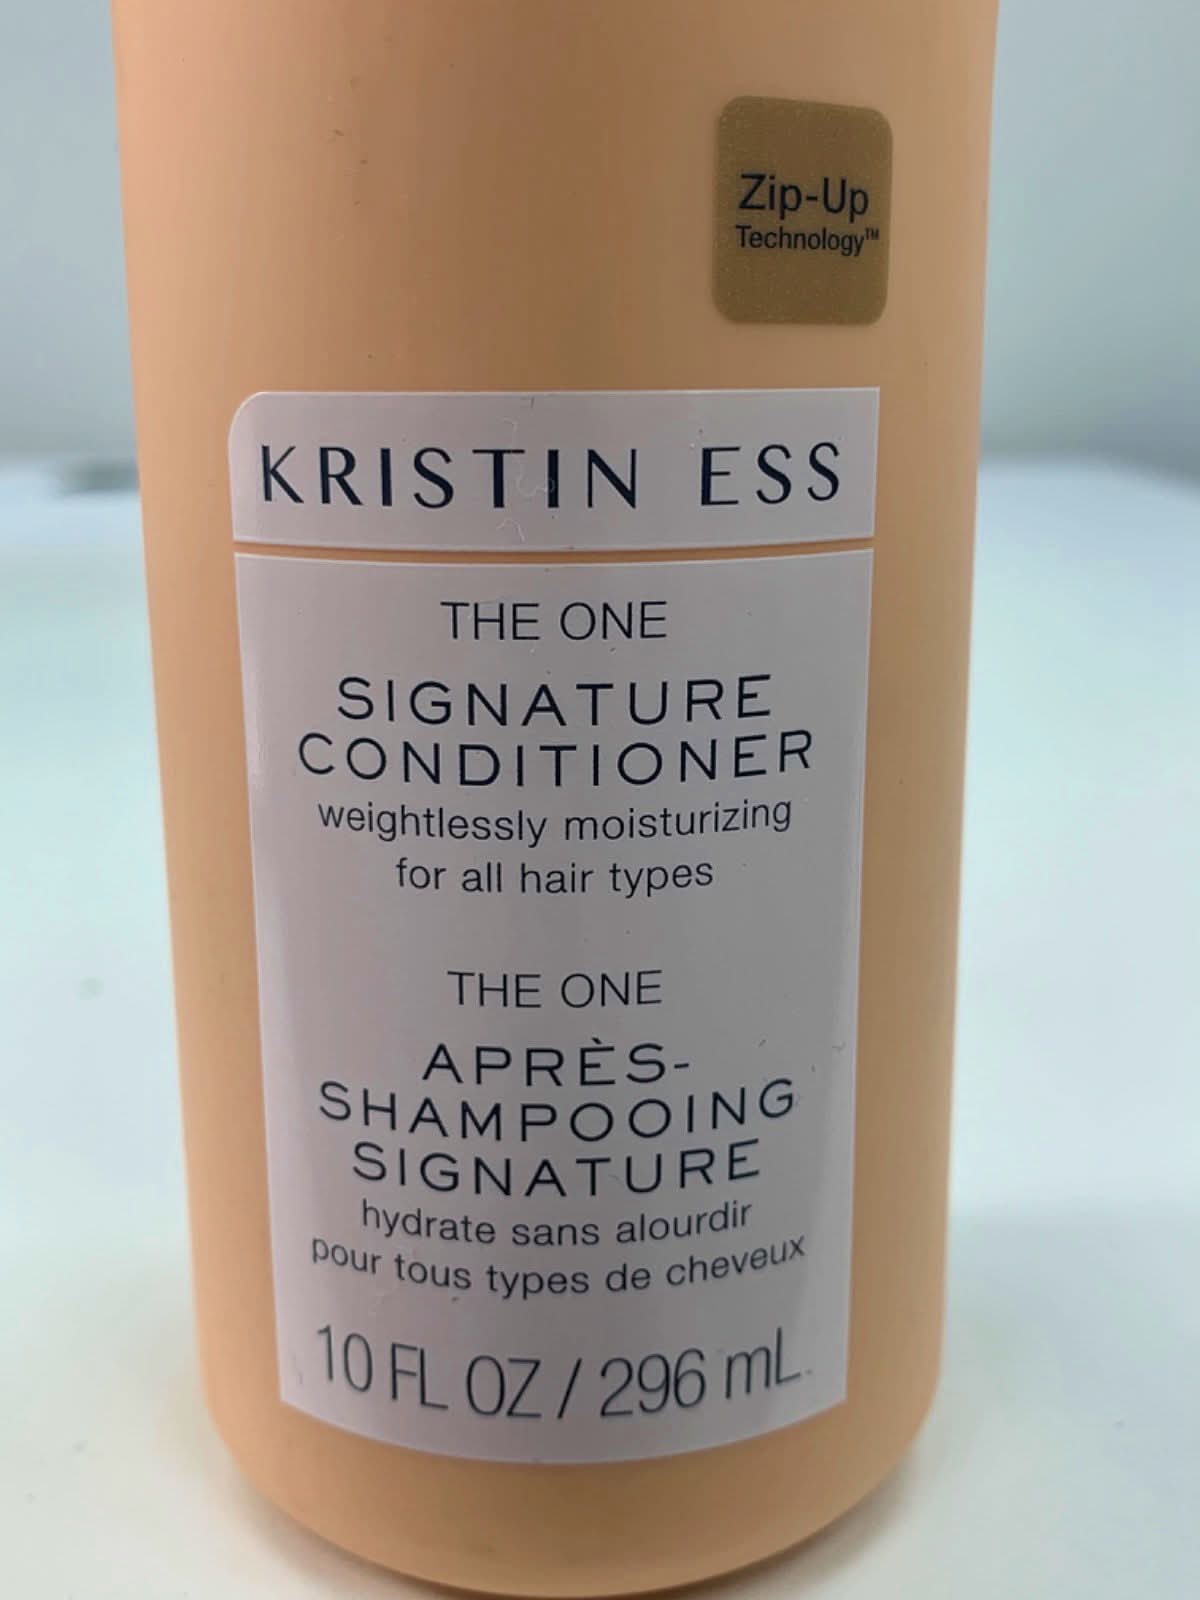 Zip-Up
Technology™
KRISTIN ESS
THE ONE
SIGNATURE
CONDITIONER
weightlessly moisturizing
for all hair types
THE ONE
APRÈS-
SHAMPOOING
SIGNATURE
hydrate sans alourdir
pour tous types de cheveux
10 FL OZ / 296 mL